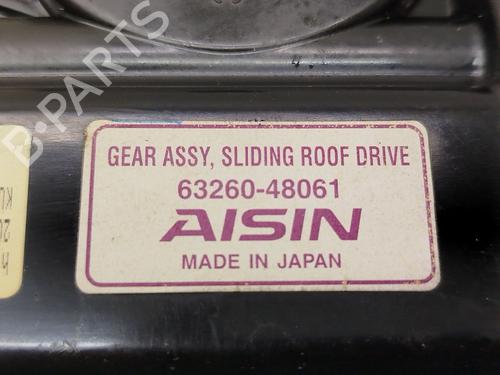 B-PARTS
GEAR ASSY, SLIDING ROOF DRIVE
63260-48061
AISIN
MADE IN JAPAN